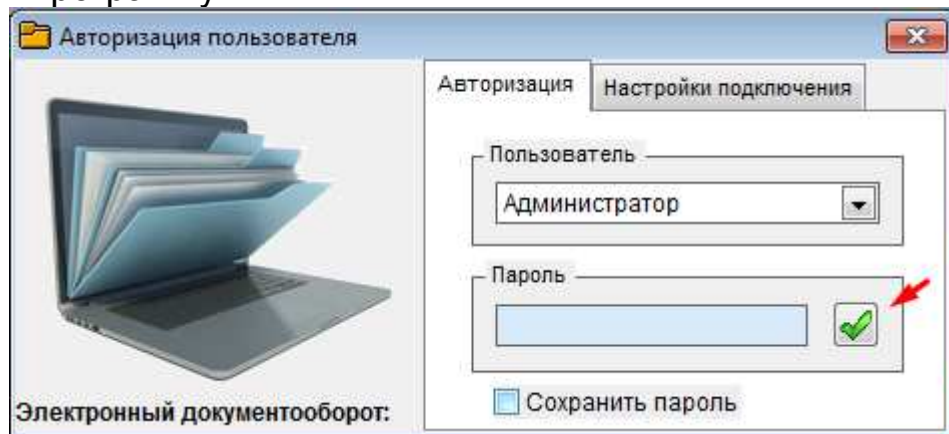 Авторизация пользователя
Авторизация
Настройки подключения
Пользователь
Администратор
Пароль
Сохранить пароль
Электронный документооборот: